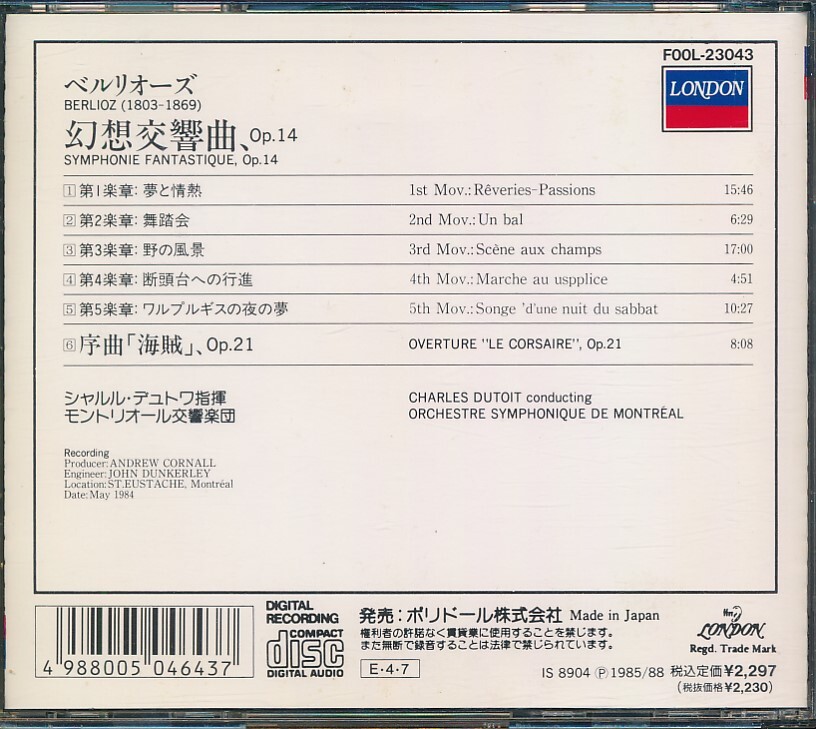 FOOL-23043
LONDON
ベルリオーズ
BERLIOZ (1803-1869)
幻想交響曲、Op.14
SYMPHONIE FANTASTIQUE, Op.14
1 第1楽章: 夢と情熱 1st Mov.: Rêveries-Passions 15:46
2 第2楽章: 舞踏会 2nd Mov.: Un bal 6:29
3 第3楽章: 野の風景 3rd Mov.: Scène aux champs 17:00
4 第4楽章: 断頭台への行進 4th Mov.: Marche au uspplice 4:51
5 第5楽章: ワルプルギスの夜の夢 5th Mov.: Songe 'd'une nuit du sabbat 10:27
6 序曲「海賊」、Op.21 OVERTURE "LE CORSAIRE", Op.21 8:08
シャルル・デュトワ指揮 CHARLES DUTOIT conducting
モントリオール交響楽団 ORCHESTRE SYMPHONIQUE DE MONTRÉAL
Recording
Producer: ANDREW CORNALL
Engineer: JOHN DUNKERLEY
Location: ST.EUSTACHE, Montréal
Date: May 1984
4 988005 046437
DIGITAL RECORDING
COMPACT disc DIGITAL AUDIO
発売：ポリドール株式会社 Made in Japan
権利者の許諾なく賃貸業に使用することを禁じます。
また無断で録音することは法律で禁じられています。
E・4・7
LONDON
Regd. Trade Mark
IS 8904 Ⓟ 1985/88 税込定価¥2,297
(税抜価格¥2,230)